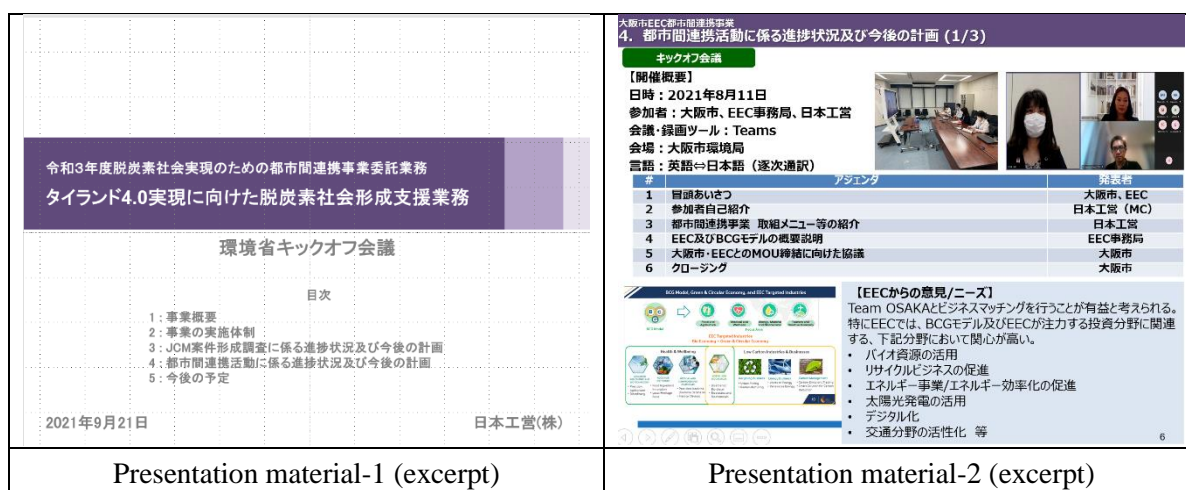 令和3年度脱炭素社会実現のための都市間連携事業委託業務
タイランド4.0実現に向けた脱炭素社会形成支援業務
環境省キックオフ会議
目次
1：事業概要
2：事業の実施体制
3：JCM案件形成調査に係る進捗状況及び今後の計画
4：都市間連携活動に係る進捗状況及び今後の計画
5：今後の予定
2021年9月21日
日本工営(株)
Presentation material-1 (excerpt)
大阪市EEC都市間連携事業
4．都市間連携活動に係る進捗状況及び今後の計画 (1/3)
キックオフ会議
【開催概要】
日時：2021年8月11日
参加者：大阪市、EEC事務局、日本工営
会議・録画ツール：Teams
会場：大阪市環境局
言語：英語⇔日本語（逐次通訳）
# アジェンダ 発表者
1 冒頭あいさつ 大阪市、EEC
2 参加者自己紹介 日本工営（MC）
3 都市間連携事業 取組メニュー等の紹介 日本工営
4 EEC及びBCGモデルの概要説明 EEC事務局
5 大阪市・EECとのMOU締結に向けた協議 大阪市
6 クロージング 大阪市
BCG Model, Green & Circular Economy, and EEC Targeted Industries
【EECからの意見/ニーズ】
Team OSAKAとビジネスマッチングを行うことが有益と考えられる。
特にEECでは、BCGモデル及びEECが注力する投資分野に関連
する、下記分野において関心が高い。
• バイオ資源の活用
• リサイクルビジネスの促進
• エネルギー事業/エネルギー効率化の促進
• 太陽光発電の活用
• デジタル化
• 交通分野の活性化 等
6
Presentation material-2 (excerpt)